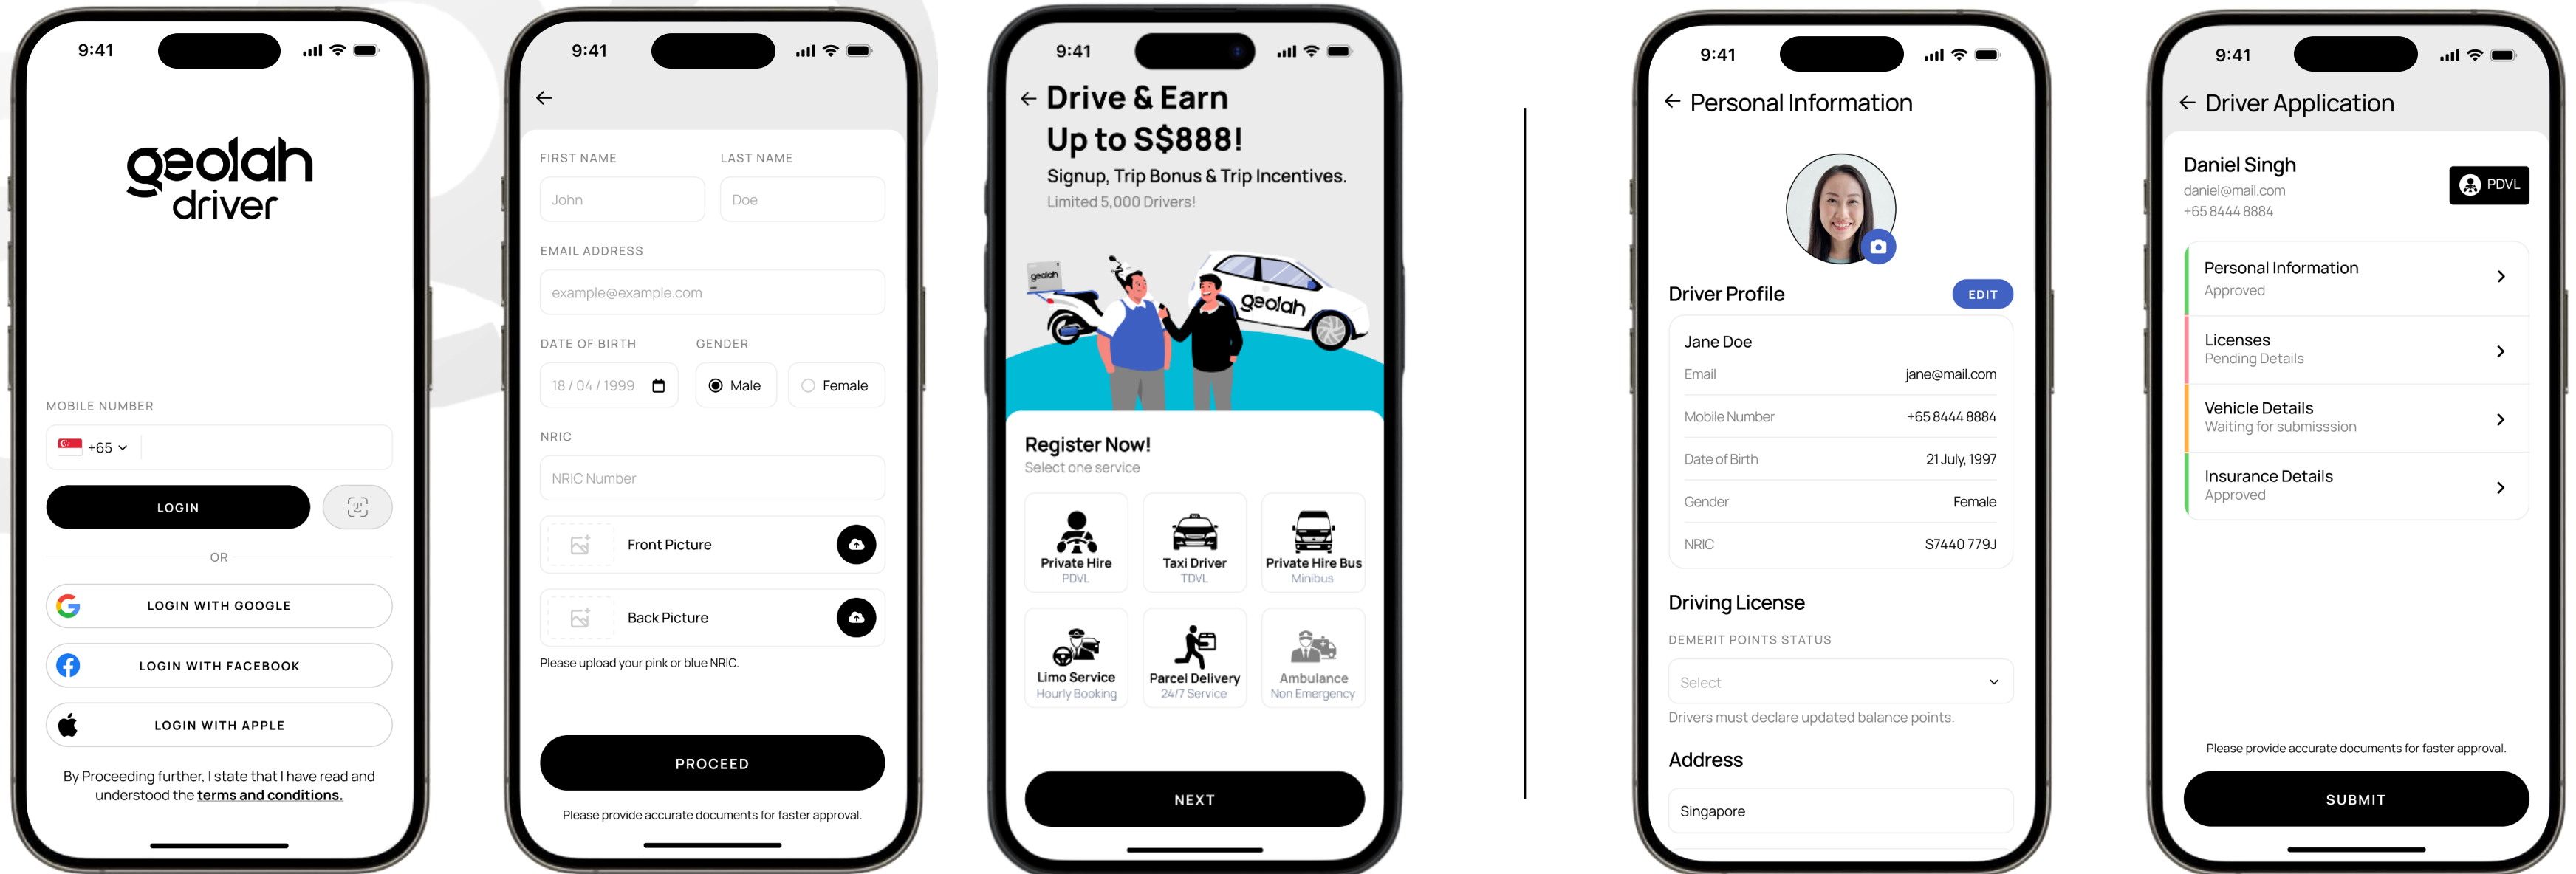 9:41
geolah
driver
MOBILE NUMBER
+65
LOGIN
OR
LOGIN WITH GOOGLE
LOGIN WITH FACEBOOK
LOGIN WITH APPLE
By Proceeding further, I state that I have read and
understood the terms and conditions.
9:41
FIRST NAME LAST NAME
John Doe
EMAIL ADDRESS
example@example.com
DATE OF BIRTH GENDER
18 / 04 / 1999 Male Female
NRIC
NRIC Number
Front Picture
Back Picture
Please upload your pink or blue NRIC.
PROCEED
Please provide accurate documents for faster approval.
9:41
Drive & Earn
Up to S$888!
Signup, Trip Bonus & Trip Incentives.
Limited 5,000 Drivers!
geolah
geolah
Register Now!
Select one service
Private Hire Taxi Driver Private Hire Bus
PDVL TDVL Minibus
Limo Service Parcel Delivery Ambulance
Hourly Booking 24/7 Service Non Emergency
NEXT
9:41
Personal Information
Driver Profile EDIT
Jane Doe
Email jane@mail.com
Mobile Number +65 8444 8884
Date of Birth 21 July, 1997
Gender Female
NRIC S7440 779J
Driving License
DEMERIT POINTS STATUS
Select
Drivers must declare updated balance points.
Address
Singapore
9:41
Driver Application
Daniel Singh
PDVL
daniel@mail.com
+65 8444 8884
Personal Information
Approved
Licenses
Pending Details
Vehicle Details
Waiting for submisssion
Insurance Details
Approved
Please provide accurate documents for faster approval.
SUBMIT